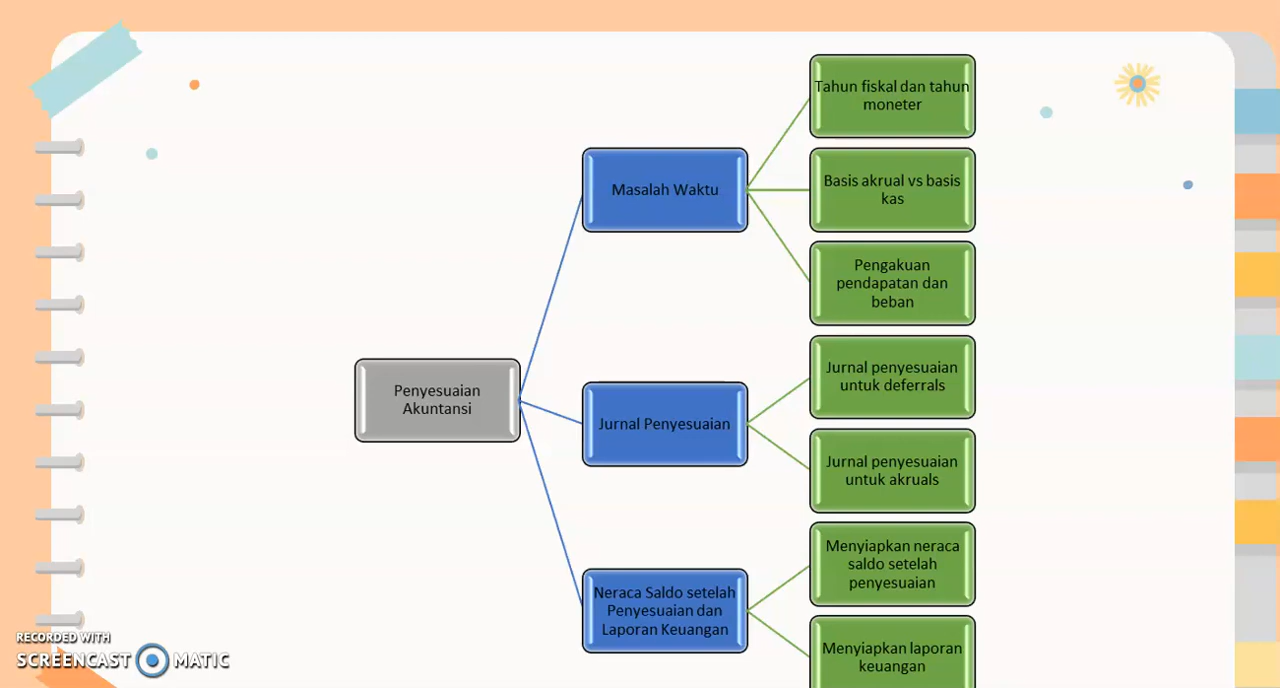 Tahun fiskal dan tahun
moneter
Masalah Waktu
Basis akrual vs basis
kas
Pengakuan
pendapatan dan
beban
Penyesuaian
Akuntansi
Jurnal Penyesuaian
Jurnal penyesuaian
untuk deferrals
Jurnal penyesuaian
untuk akruals
Neraca Saldo setelah
Penyesuaian dan
Laporan Keuangan
Menyiapkan neraca
saldo setelah
penyesuaian
Menyiapkan laporan
keuangan
RECORDED WITH
SCREENCAST MATIC